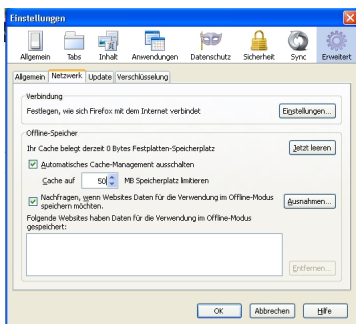 Einstellungen
Allgemein Tabs Inhalt Anwendungen Datenschutz Sicherheit Sync Erweitert
Allgemein Netzwerk Update Verschlüsselung
Verbindung
Festlegen, wie sich Firefox mit dem Internet verbindet Einstellungen...
Offline-Speicher
Ihr Cache belegt derzeit 0 Bytes Festplatten-Speicherplatz Jetzt leeren
Automatisches Cache-Management ausschalten
Cache auf 50 MB Speicherplatz limitieren
Nachfragen, wenn Websites Daten für die Verwendung im Offline-Modus
speichern möchten. Ausnahmen...
Folgende Websites haben Daten für die Verwendung im Offline-Modus
gespeichert:
Entfernen...
OK Abbrechen Hilfe